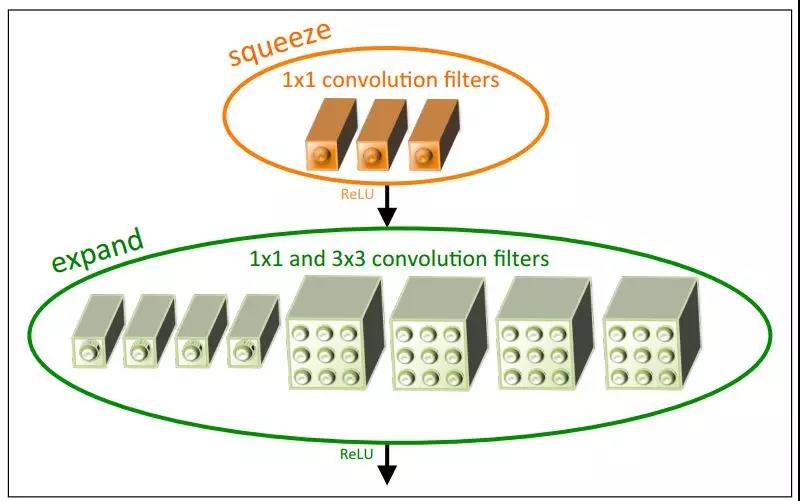 squeeze
1x1 convolution filters
ReLU
expand
1x1 and 3x3 convolution filters
ReLU